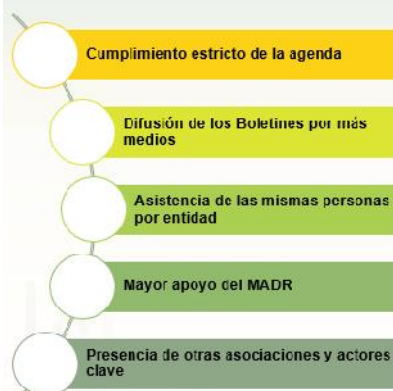 Cumplimiento estricto de la agenda
Difusión de los Boletines por más
medios
Asistencia de las mismas personas
por entidad
Mayor apoyo del MADR
Presencia de otras asociaciones y actores
clave